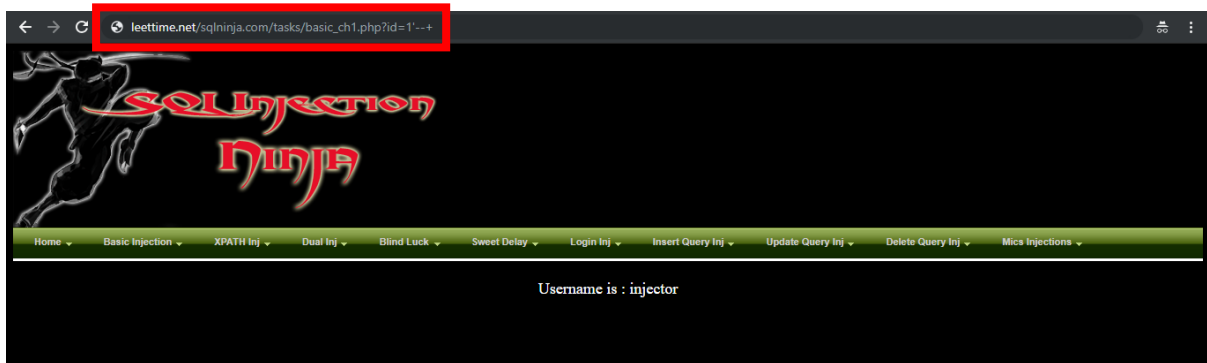 leettime.net/sqlninja.com/tasks/basic_ch1.php?id=1'--+
SQL Injection
Ninja
Home Basic Injection XPATH Inj Dual Inj Blind Luck Sweet Delay Login Inj Insert Query Inj Update Query Inj Delete Query Inj Mics Injections
Username is : injector